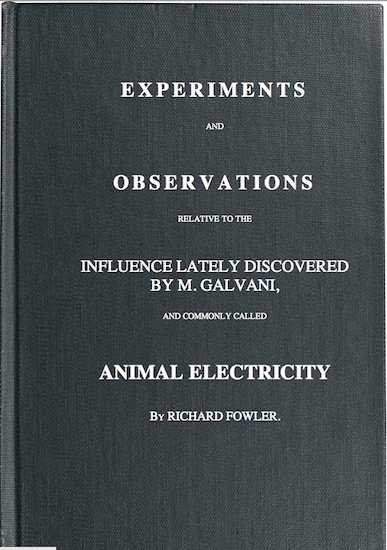 EXPERIMENTS
AND
OBSERVATIONS
RELATIVE TO THE
INFLUENCE LATELY DISCOVERED
BY M. GALVANI,
AND COMMONLY CALLED
ANIMAL ELECTRICITY
By RICHARD FOWLER.